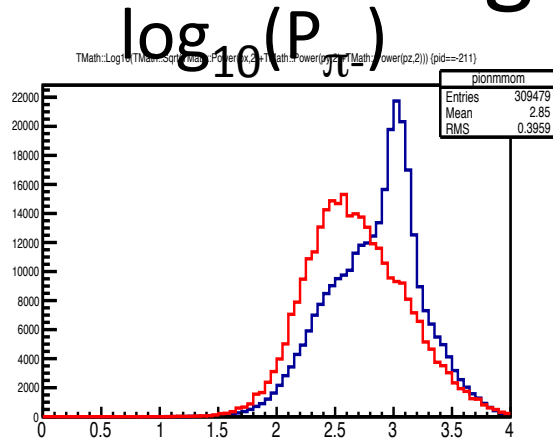 log10(Pπ-)
TMath::Log10(TMath::Sqrt(TMath::Power(px,2)+TMath::Power(py,2)+TMath::Power(pz,2))) {pid==-211}
pionmmom
Entries 309479
Mean 2.85
RMS 0.3959
22000
20000
18000
16000
14000
12000
10000
8000
6000
4000
2000
0
0 0.5 1 1.5 2 2.5 3 3.5 4